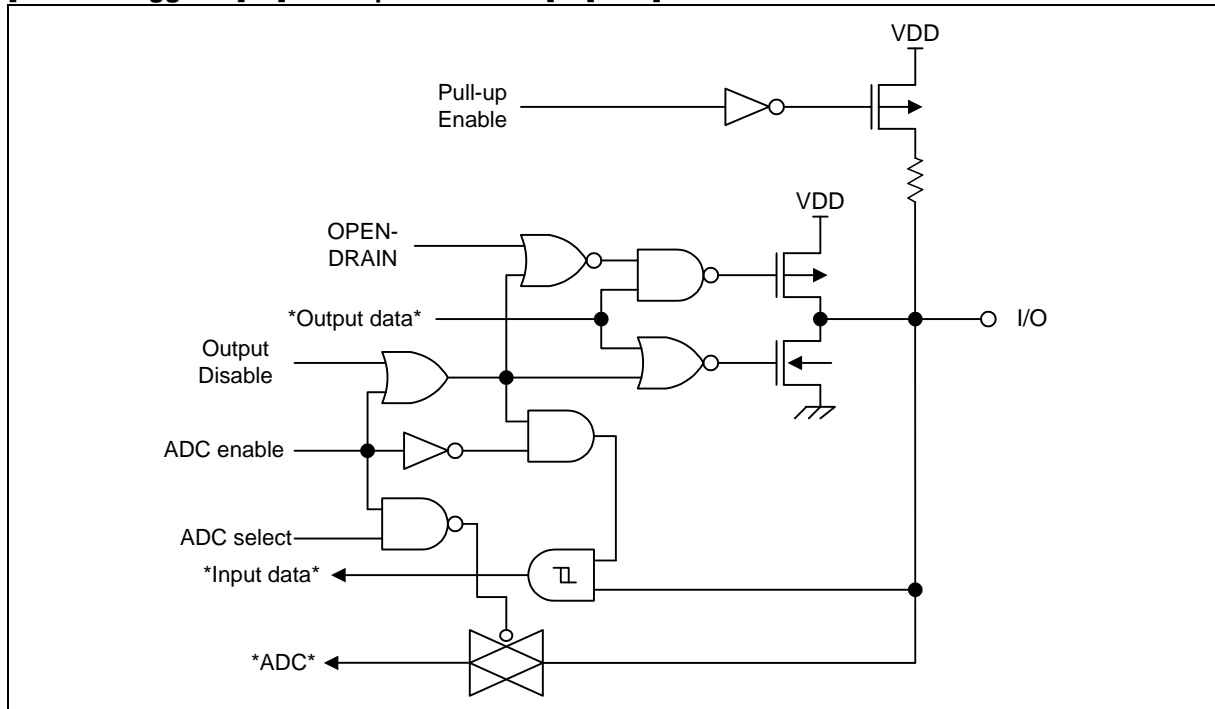 VDD
Pull-up
Enable
VDD
OPEN-
DRAIN
*Output data*
I/O
Output
Disable
ADC enable
ADC select
*Input data*
*ADC*